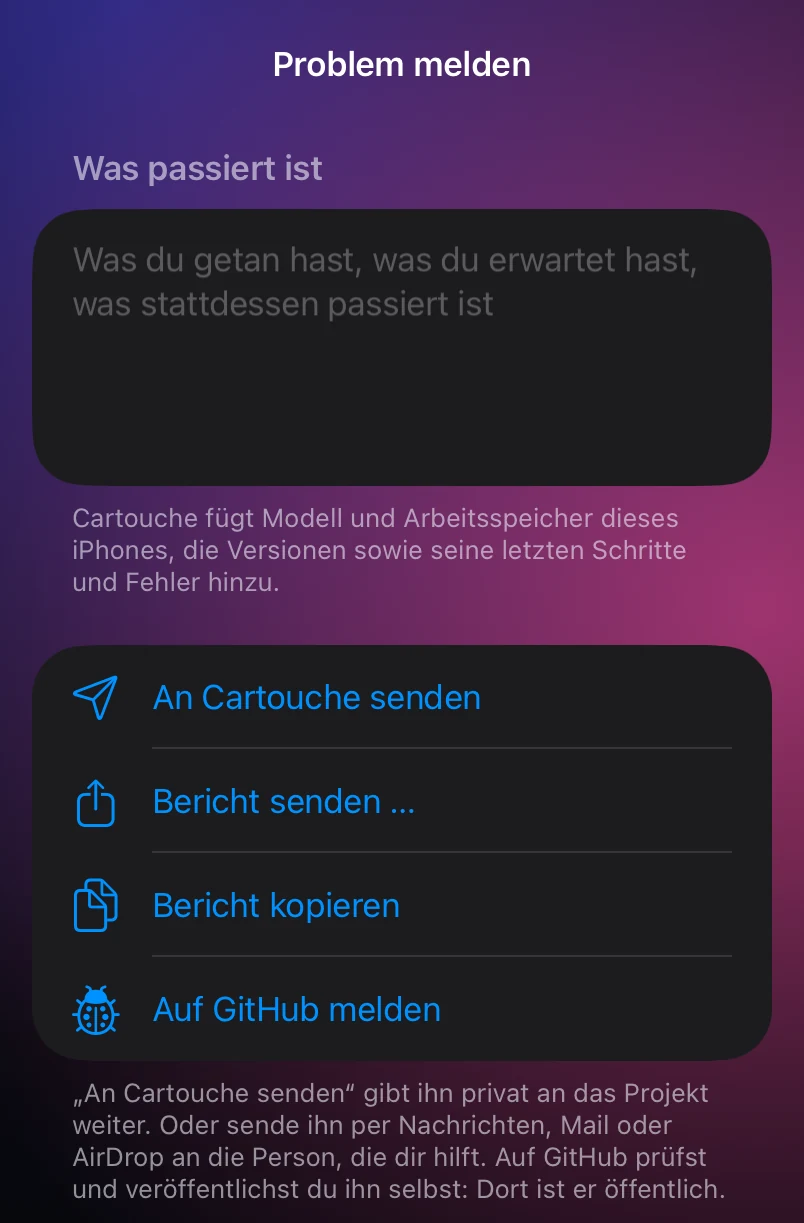 Problem melden
Was passiert ist
Was du getan hast, was du erwartet hast,
was stattdessen passiert ist
Cartouche fügt Modell und Arbeitsspeicher dieses
iPhones, die Versionen sowie seine letzten Schritte
und Fehler hinzu.
An Cartouche senden
Bericht senden ...
Bericht kopieren
Auf GitHub melden
„An Cartouche senden“ gibt ihn privat an das Projekt
weiter. Oder sende ihn per Nachrichten, Mail oder
AirDrop an die Person, die dir hilft. Auf GitHub prüfst
und veröffentlichst du ihn selbst: Dort ist er öffentlich.